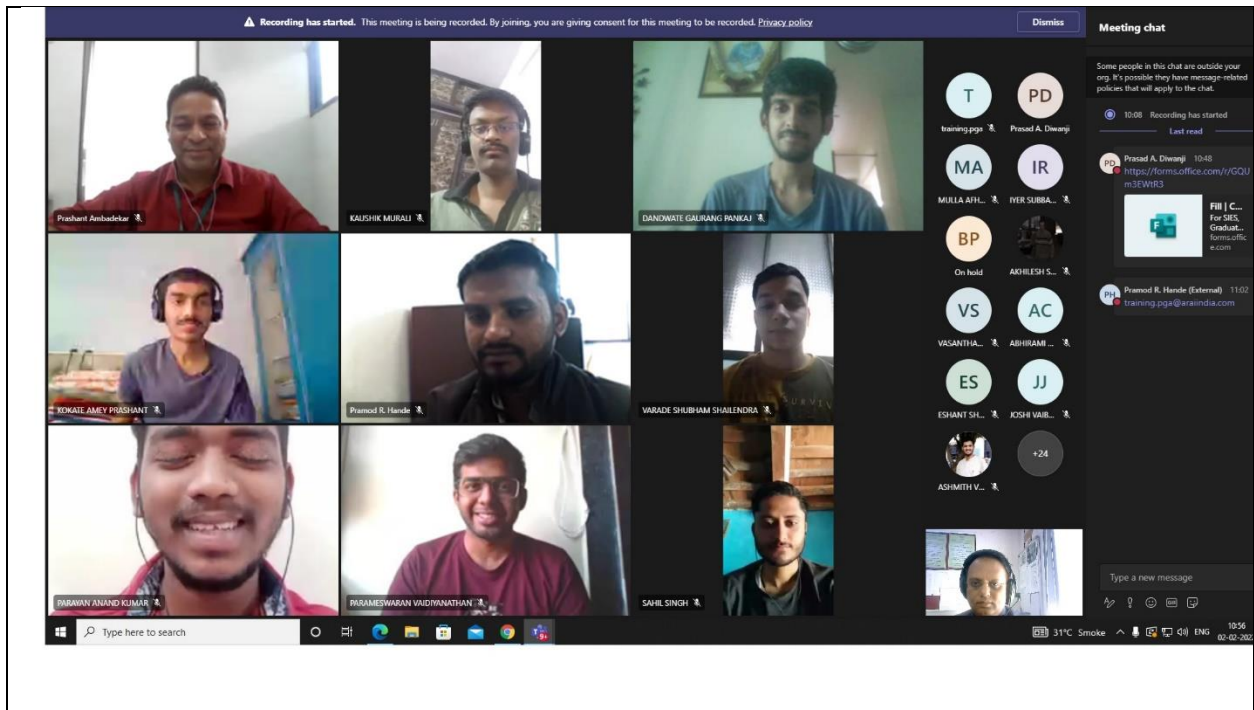 Recording has started. This meeting is being recorded. By joining, you are giving consent for this meeting to be recorded. Privacy policy
Dismiss
Prashant Ambadekar
KAUSHIK MURALI
DANDWATE GAURANG PANKAJ
KOKATE AMEY PRASHANT
Pramod R. Hande
VARADE SHUBHAM SHAILENDRA
SURVIV
PARAYAN ANAND KUMAR
PARAMESWARAN VAIDIYANATHAN
SAHIL SINGH
T
PD
training.pga
Prasad A. Diwanji
MA
IR
MULLA AFH...
IYER SUBBA...
BP
On hold
AKHILESH S...
VS
AC
VASANTHA...
ABHIRAMI ...
ES
JJ
ESHANT SH...
JOSHI VAIB...
+24
ASHMITH V...
Meeting chat
Some people in this chat are outside your
org. It's possible they have message-related
policies that will apply to the chat.
10:08 Recording has started
Last read
PD
Prasad A. Diwanji 10:48
https://forms.office.com/r/GQU
m3EWtR3
F
Fill | C...
For SIES,
Graduat...
forms.offic
e.com
PH
Pramod R. Hande (External) 11:02
training.pga@araiindia.com
Type a new message
GIF
Type here to search
9+
31°C Smoke
ENG
10:56
02-02-202